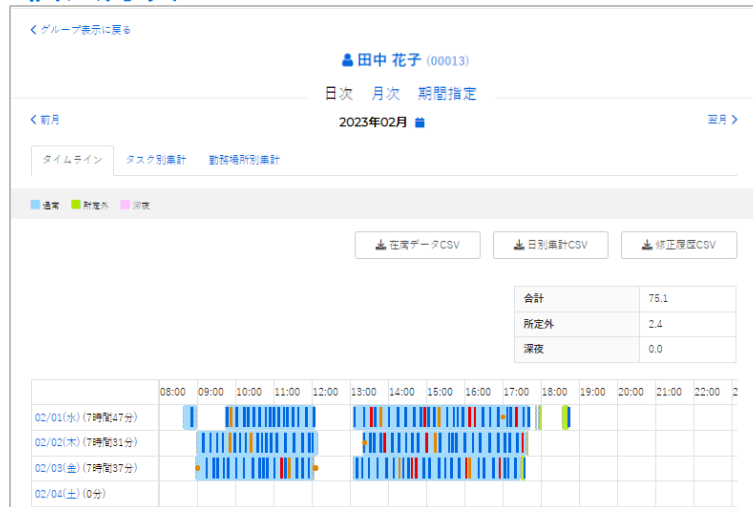 グループ表示に戻る
田中 花子 (00013)
日次 月次 期間指定
前月 2023年02月 翌月
タイムライン タスク別集計 勤務場所別集計
通常 所定外 深夜
在席データCSV 日別集計CSV 修正履歴CSV
合計 75.1
所定外 2.4
深夜 0.0
08:00 09:00 10:00 11:00 12:00 13:00 14:00 15:00 16:00 17:00 18:00 19:00 20:00 21:00 22:00 2
02/01(水) (7時間47分)
02/02(木) (7時間31分)
02/03(金) (7時間37分)
02/04(土) (0分)